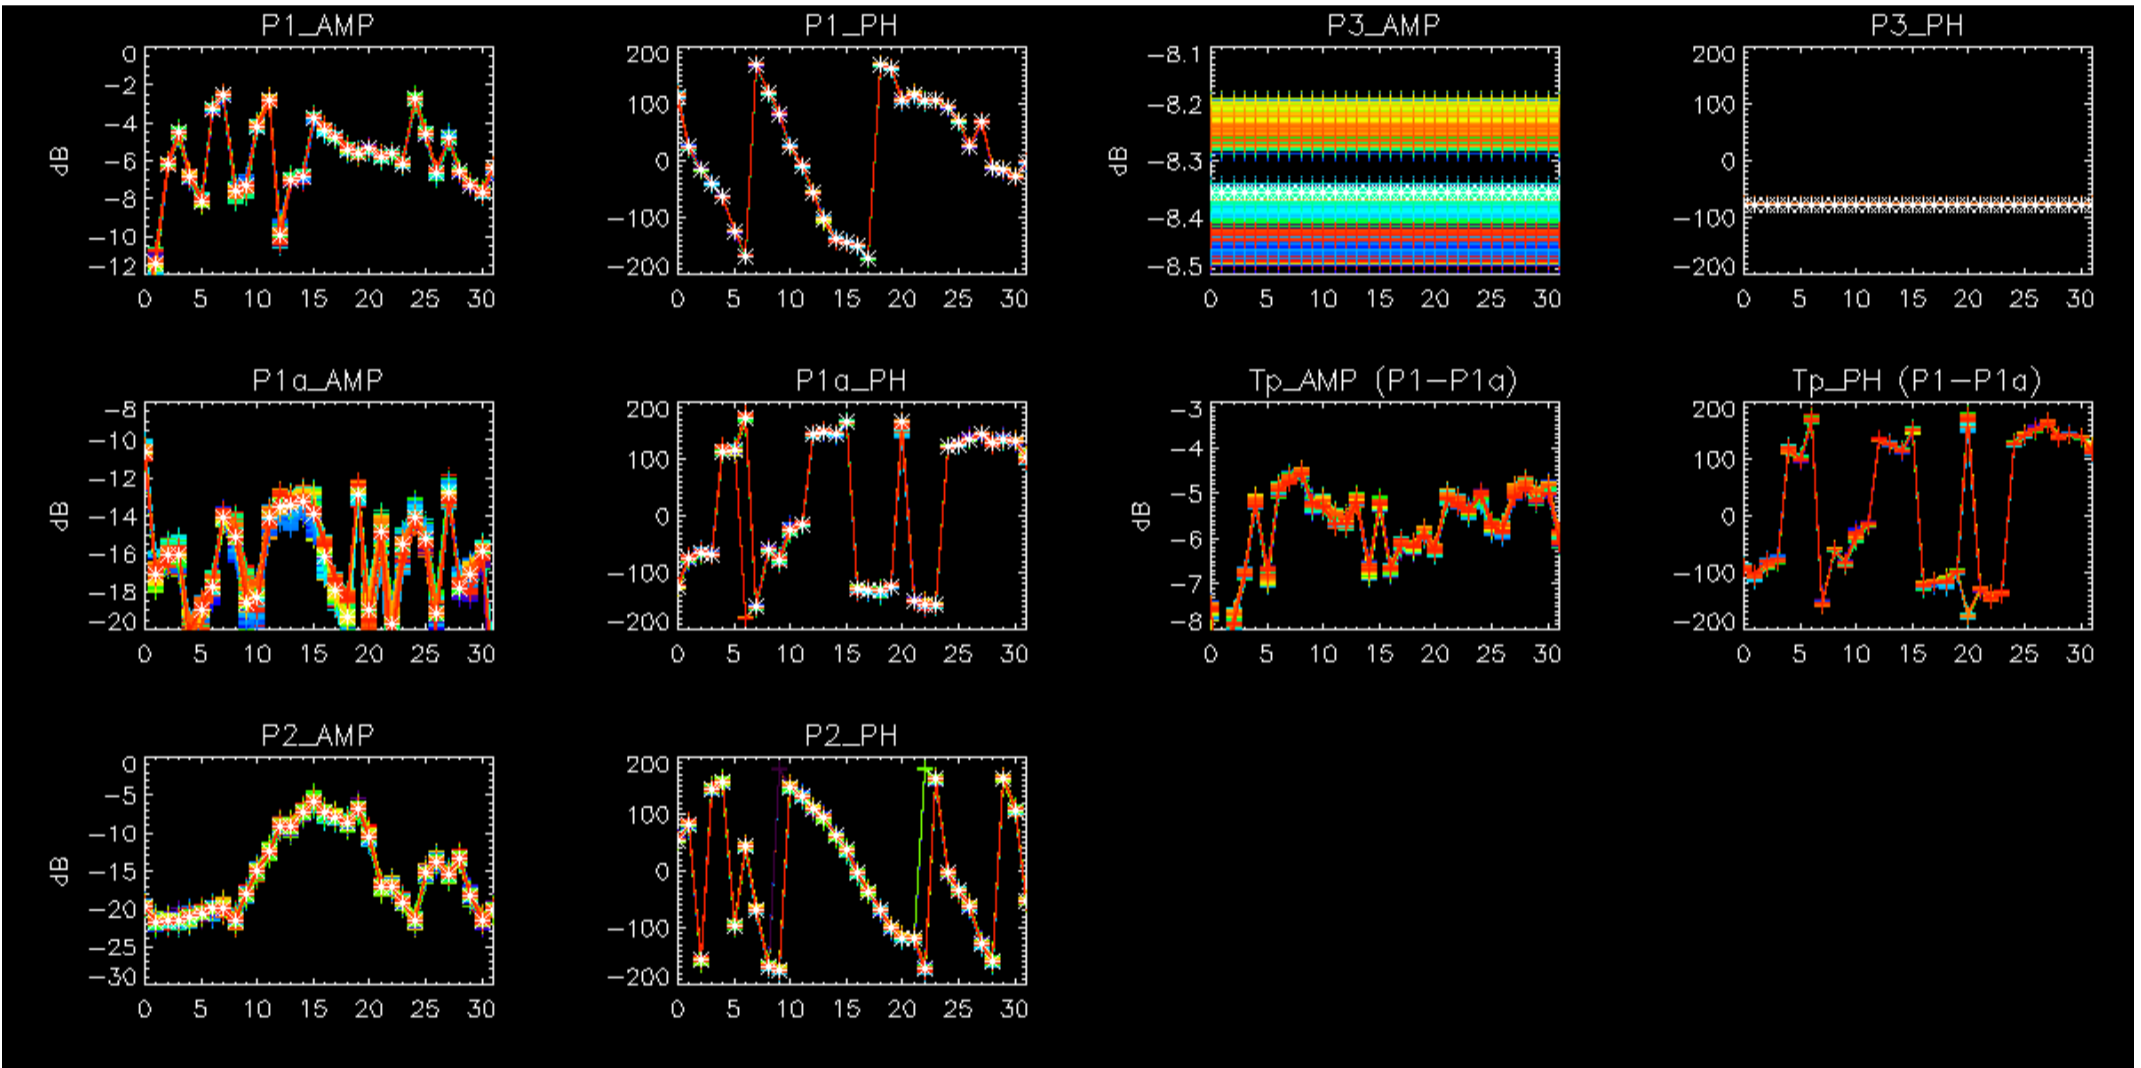 P1_AMP
P1_PH
P3_AMP
P3_PH
0
-2
-4
-6
-8
-10
-12
dB
0 5 10 15 20 25 30
200
100
0
-100
-200
0 5 10 15 20 25 30
-8.1
-8.2
-8.3
-8.4
-8.5
dB
0 5 10 15 20 25 30
200
100
0
-100
-200
0 5 10 15 20 25 30
P1a_AMP
P1a_PH
Tp_AMP (P1-P1a)
Tp_PH (P1-P1a)
-8
-10
-12
-14
-16
-18
-20
dB
0 5 10 15 20 25 30
200
100
0
-100
-200
0 5 10 15 20 25 30
-3
-4
-5
-6
-7
-8
dB
0 5 10 15 20 25 30
200
100
0
-100
-200
0 5 10 15 20 25 30
P2_AMP
P2_PH
0
-5
-10
-15
-20
-25
-30
dB
0 5 10 15 20 25 30
200
100
0
-100
-200
0 5 10 15 20 25 30